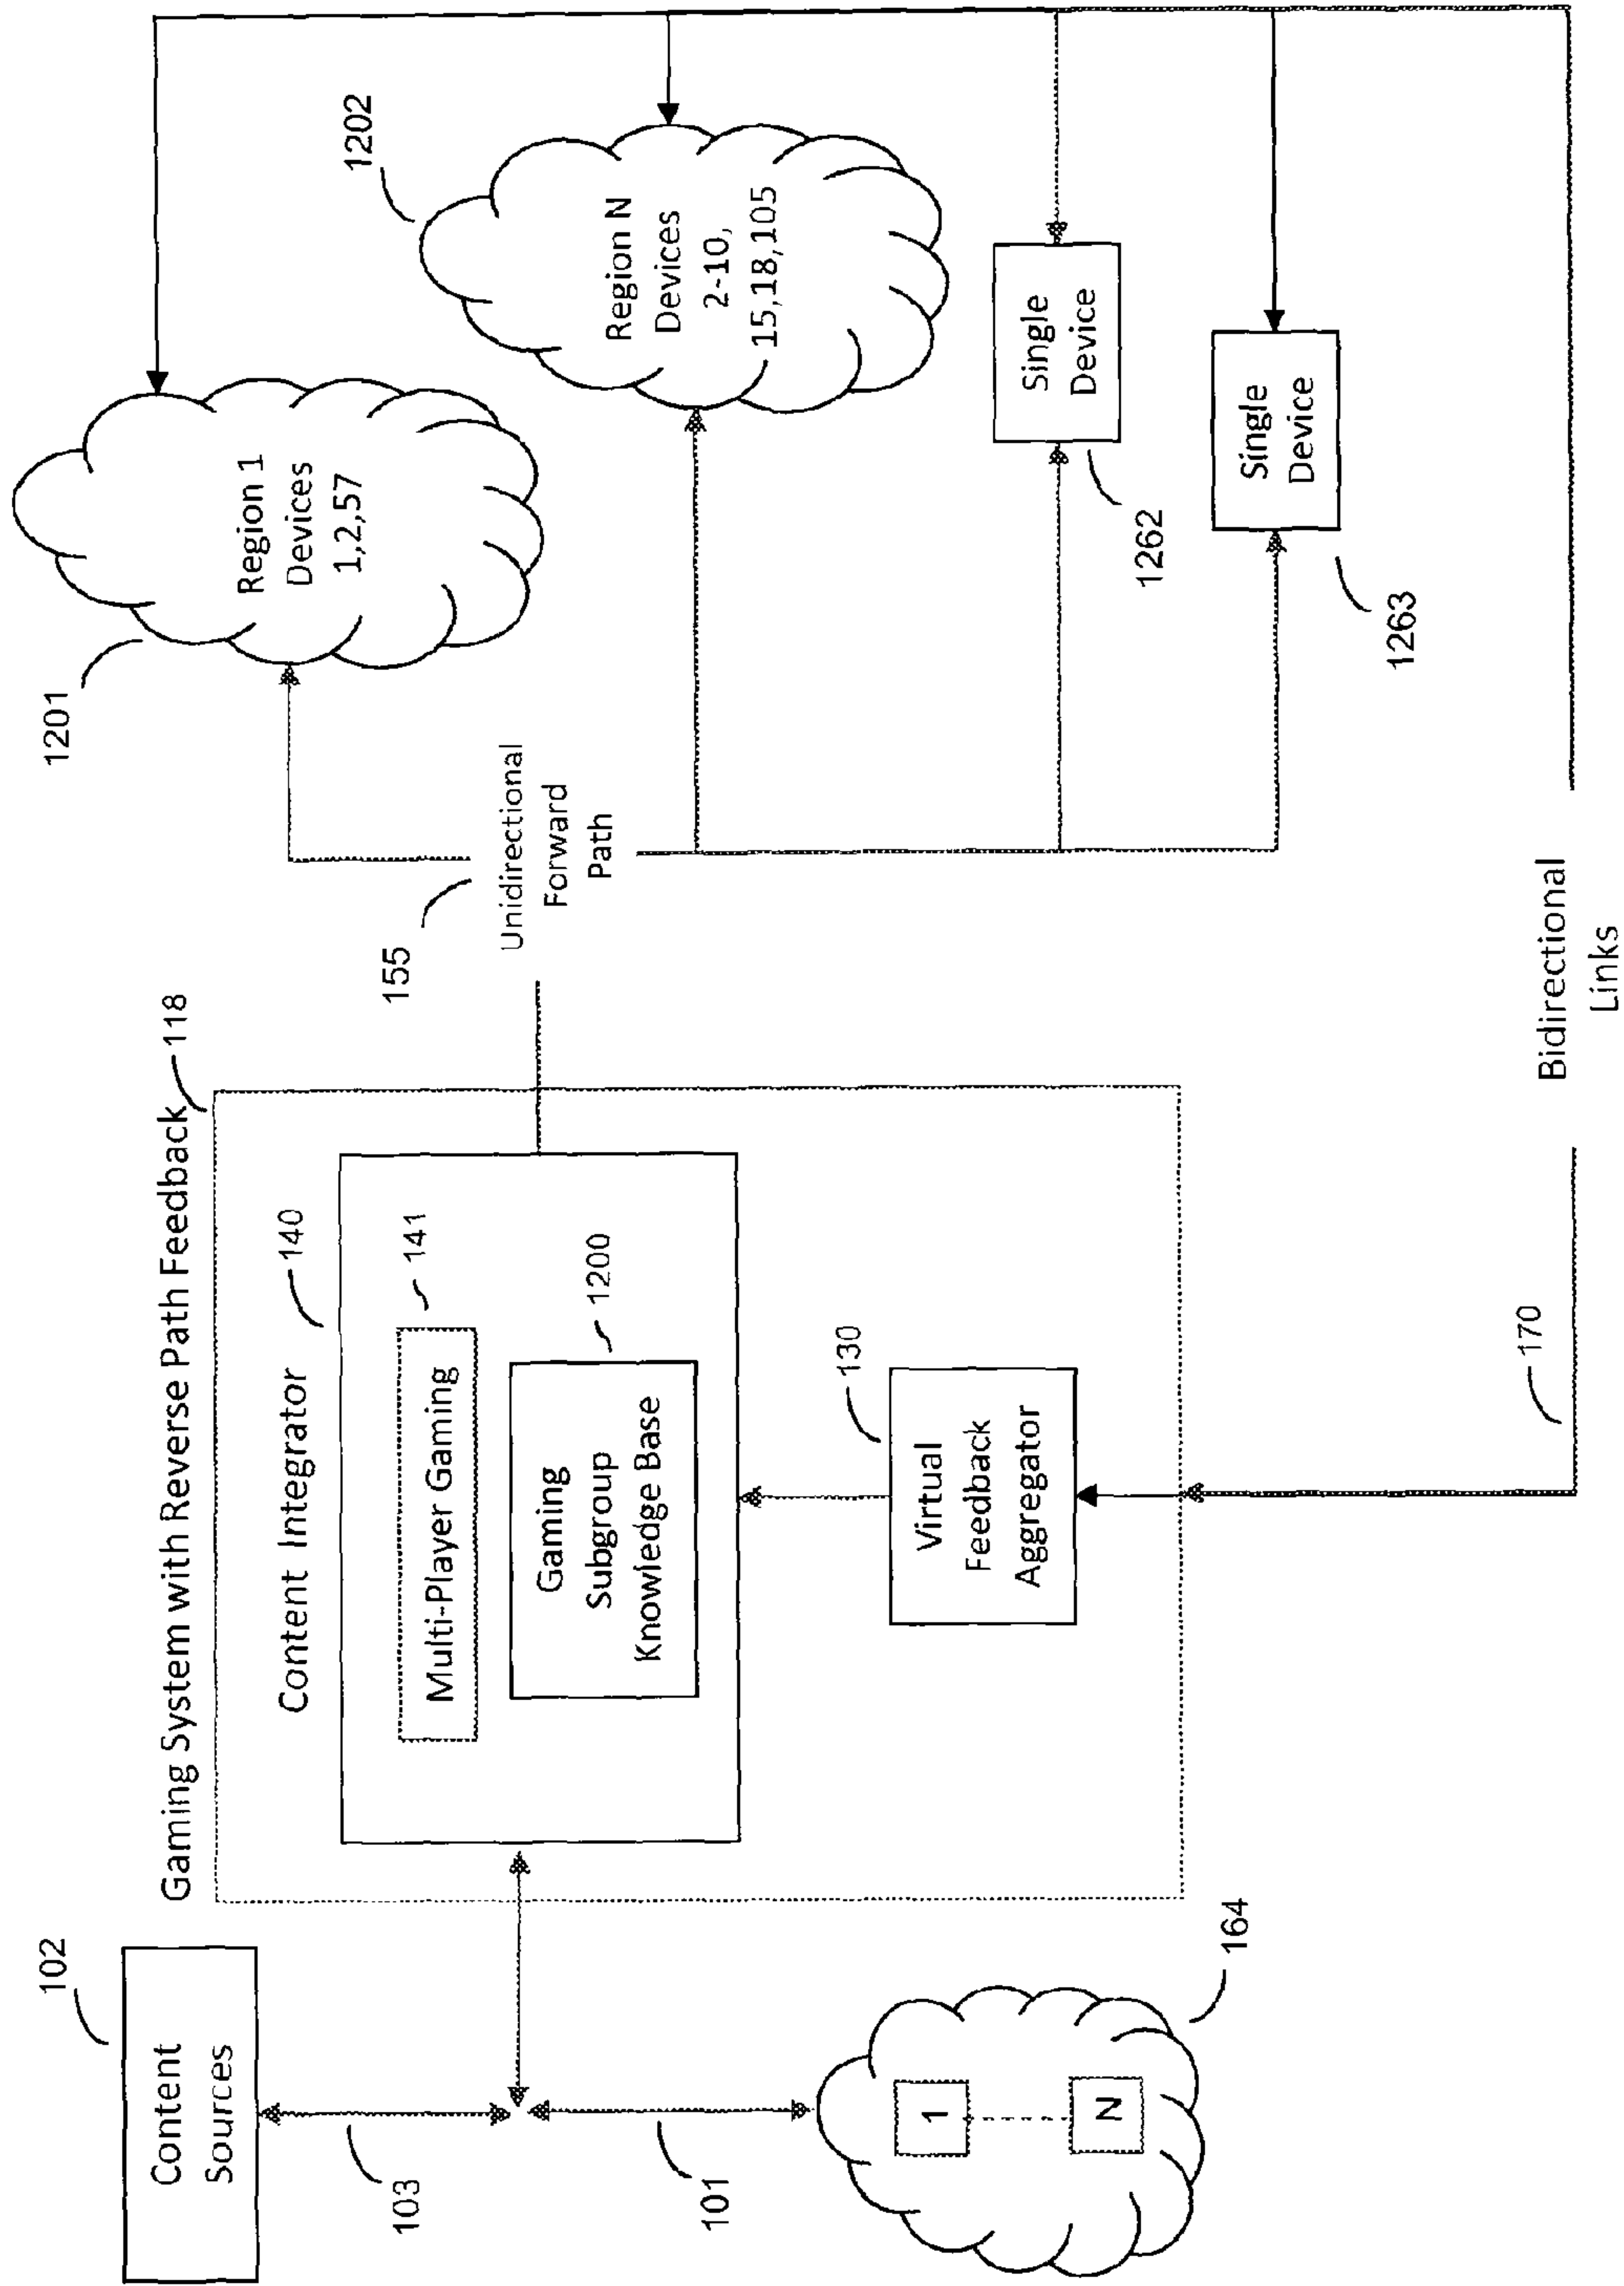 Gaming System with Reverse Path Feedback
118
102
Content
Sources
103
101
164
1
N
Content Integrator
140
Multi-Player Gaming
141
Gaming
Subgroup
Knowledge Base
1200
Virtual
Feedback
Aggregator
130
170
Bidirectional
Links
155
Unidirectional
Forward
Path
1201
Region 1
Devices
1,2,57
1202
Region N
Devices
2-10,
15,18,105
Single
Device
1262
Single
Device
1263